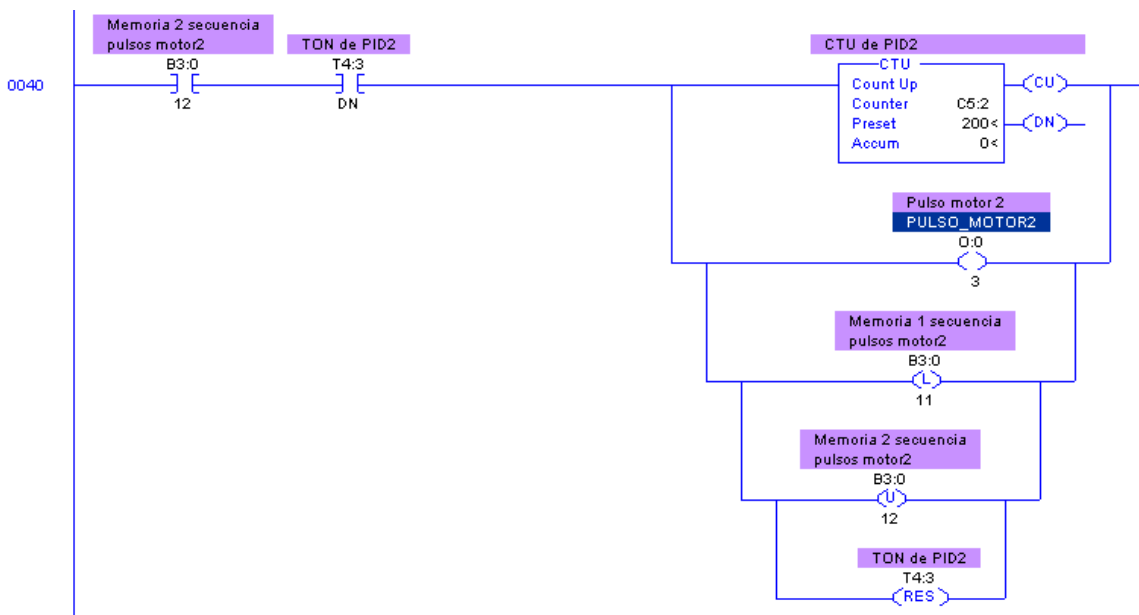 Memoria 2 secuencia
pulsos motor2
B3:0
12
TON de PID2
T4:3
DN
0040
CTU de PID2
CTU
Count Up
Counter C5:2
Preset 200<
Accum 0<
CU
DN
Pulso motor 2
PULSO_MOTOR2
O:0
3
Memoria 1 secuencia
pulsos motor2
B3:0
L
11
Memoria 2 secuencia
pulsos motor2
B3:0
U
12
TON de PID2
T4:3
RES